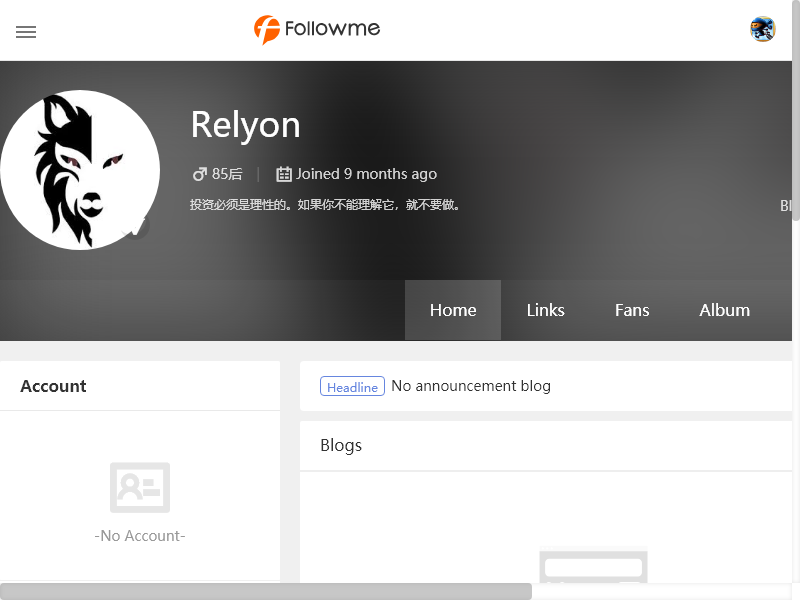 Followme
Relyon
85后 | Joined 9 months ago
投资必须是理性的。如果你不能理解它，就不要做。
Home Links Fans Album
Account
Headline No announcement blog
Blogs
-No Account-